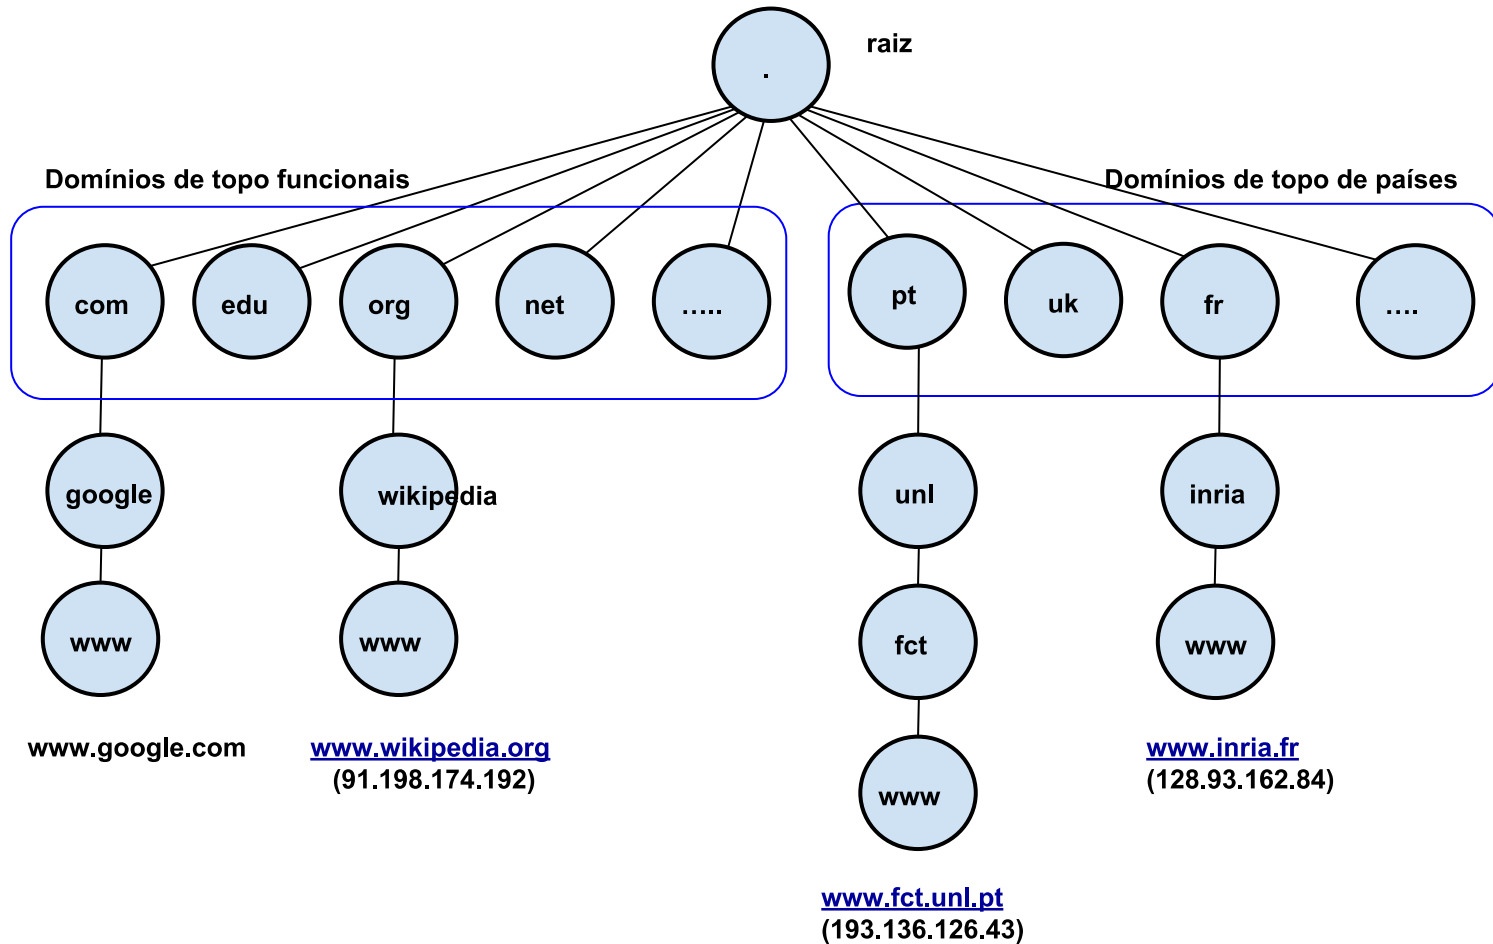 .
raiz
Domínios de topo funcionais
Domínios de topo de países
com
edu
org
net
…..
pt
uk
fr
….
google
wikipedia
unl
inria
www
www
fct
www
www.google.com
www.wikipedia.org
(91.198.174.192)
www.inria.fr
(128.93.162.84)
www
www.fct.unl.pt
(193.136.126.43)